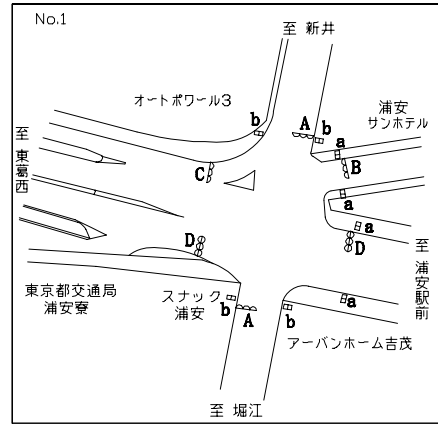 No.1
至 新井
オートポワール3
浦安
サンホテル
至 東葛西
A
b
b
a
B
C
a
a
D
D
至 浦安駅前
東京都交通局
浦安寮
スナック
浦安
b
A
b
a
アーバンホーム吉茂
至 堀江